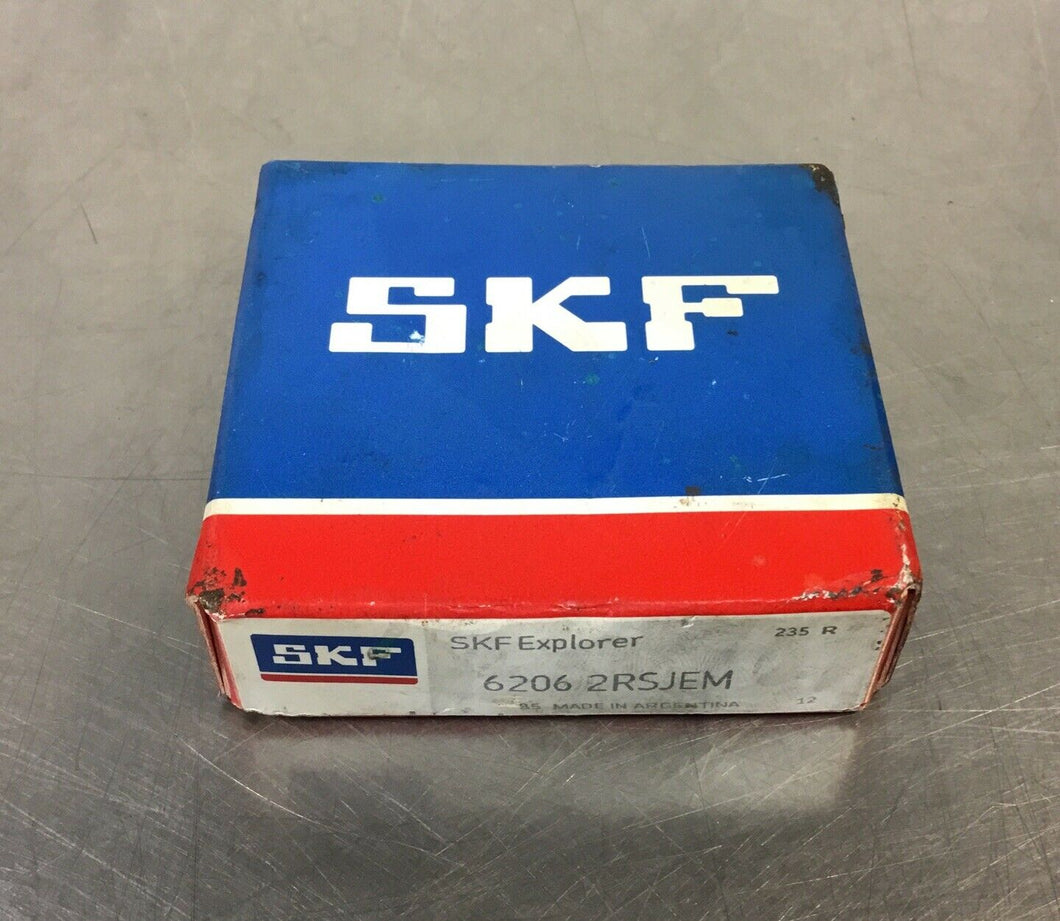 SKF
SKF
SKF Explorer 235 R
6206 2RSJEM
MADE IN ARGENTINA 12